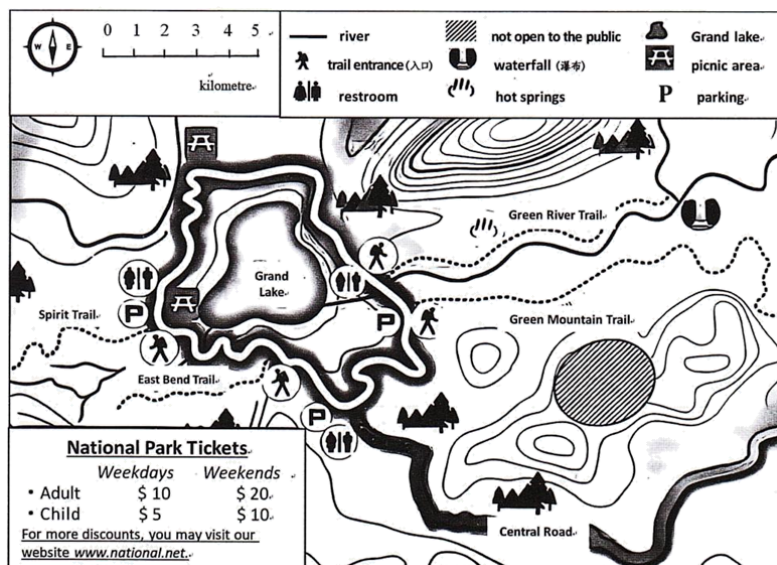 N
W E
S
0 1 2 3 4 5
kilometre
river
not open to the public
Grand lake
trail entrance(入口)
waterfall (瀑布)
picnic area
restroom
hot springs
P parking
Green River Trail
Grand
Lake
P
Spirit Trail
P
Green Mountain Trail
East Bend Trail
P
National Park Tickets
Weekdays Weekends
• Adult $ 10 $ 20
• Child $ 5 $ 10
For more discounts, you may visit our
website www.national.net.
Central Road